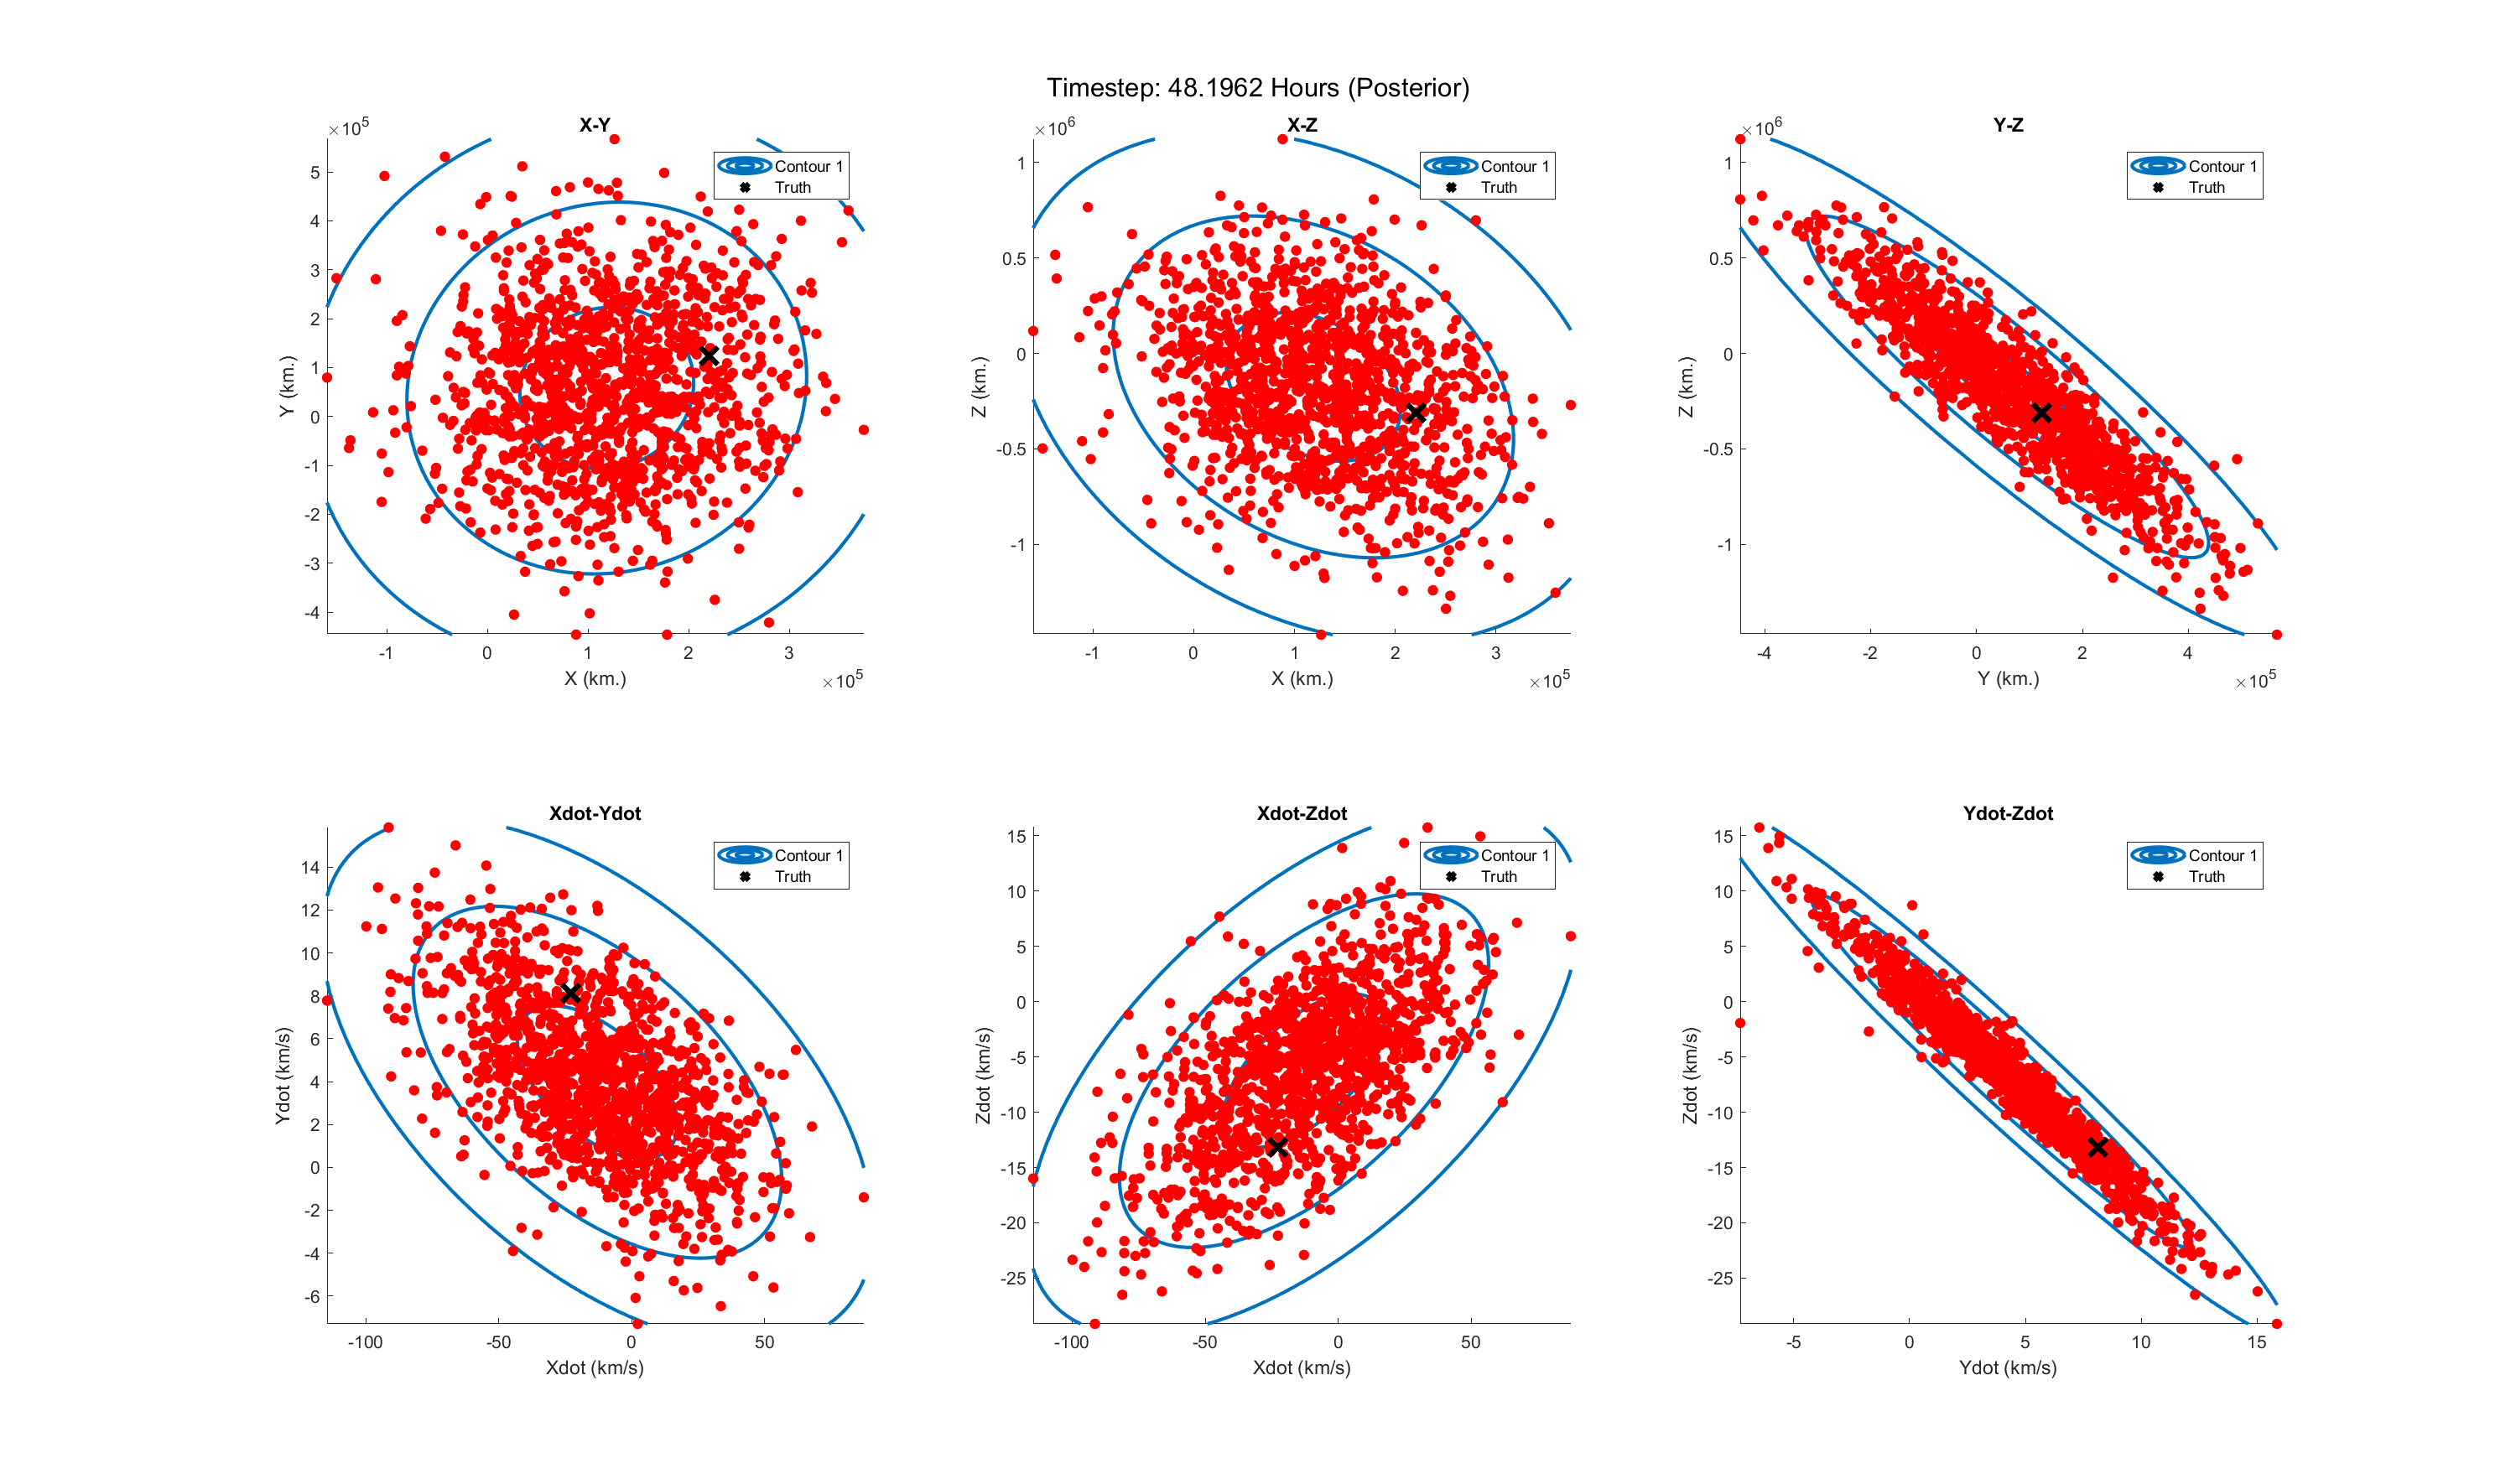 Timestep: 48.1962 Hours (Posterior)
X-Y
×10^5
5
4
3
2
1
0
-1
-2
-3
-4
Y (km.)
-1 0 1 2 3
X (km.)
×10^5
Contour 1
Truth
X-Z
×10^6
1
0.5
0
-0.5
-1
Z (km.)
-1 0 1 2 3
X (km.)
×10^5
Contour 1
Truth
Y-Z
×10^6
1
0.5
0
-0.5
-1
Z (km.)
-4 -2 0 2 4
Y (km.)
×10^5
Contour 1
Truth
Xdot-Ydot
14
12
10
8
6
4
2
0
-2
-4
-6
Ydot (km/s)
-100 -50 0 50
Xdot (km/s)
Contour 1
Truth
Xdot-Zdot
15
10
5
0
-5
-10
-15
-20
-25
Zdot (km/s)
-100 -50 0 50
Xdot (km/s)
Contour 1
Truth
Ydot-Zdot
15
10
5
0
-5
-10
-15
-20
-25
Zdot (km/s)
-5 0 5 10 15
Ydot (km/s)
Contour 1
Truth